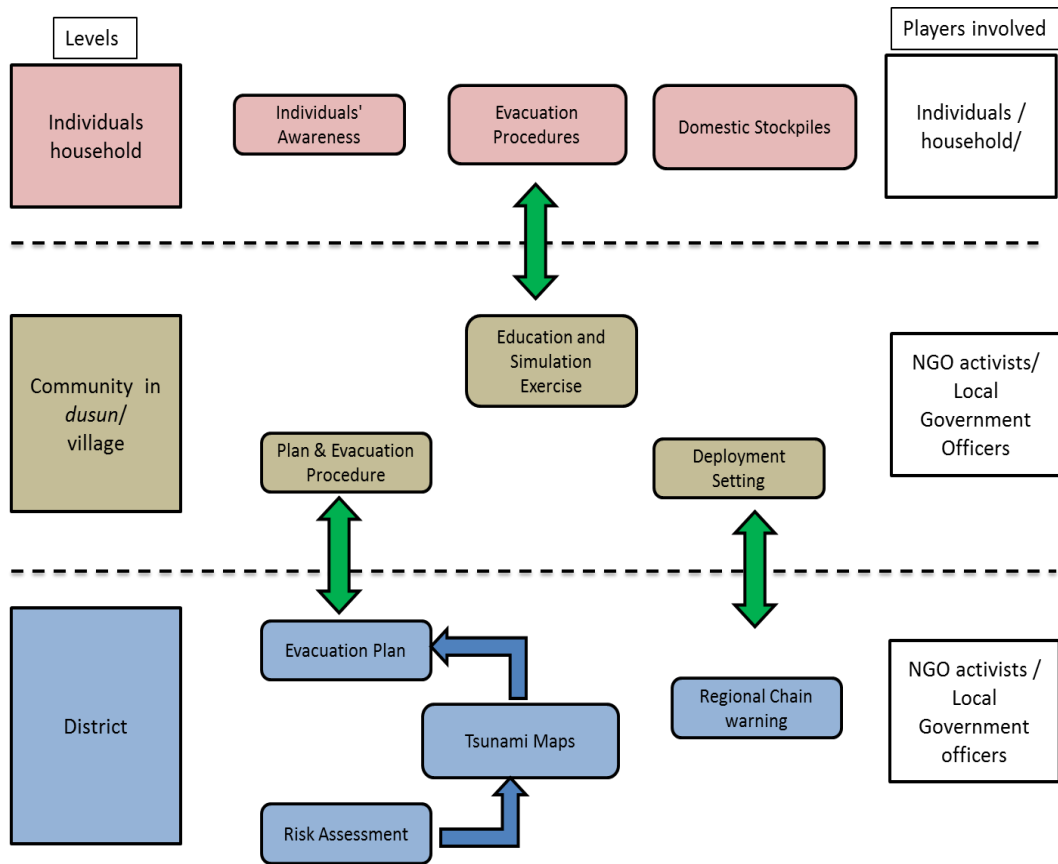 Levels
Players involved
Individuals
household
Individuals'
Awareness
Evacuation
Procedures
Domestic Stockpiles
Individuals /
household/
Community in
dusun/
village
Education and
Simulation
Exercise
Plan & Evacuation
Procedure
Deployment
Setting
NGO activists/
Local
Government
Officers
District
Evacuation Plan
Tsunami Maps
Risk Assessment
Regional Chain
warning
NGO activists /
Local
Government
officers